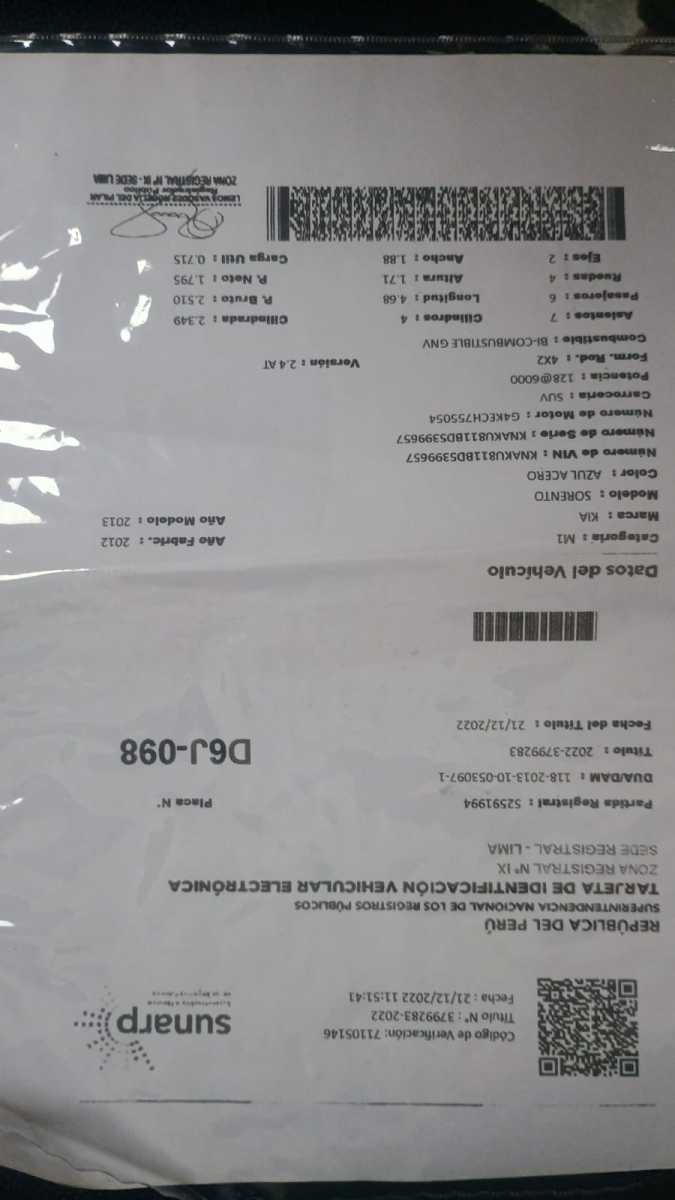 sunarp
Código de Verificación: 71105146
Título N° : 3799283-2022
Fecha : 21/12/2022 11:51:41
REPÚBLICA DEL PERÚ
SUPERINTENDENCIA NACIONAL DE LOS REGISTROS PÚBLICOS
TARJETA DE IDENTIFICACIÓN VEHICULAR ELECTRÓNICA
ZONA REGISTRAL N° IX
SEDE REGISTRAL - LIMA
Partida Registral : 52591994 Placa N°
DUA/DAM : 118-2013-10-053097-1
Título : 2022-3799283 D6J-098
Fecha del Título : 21/12/2022
Datos del Vehículo
Categoría : M1 Año Fabric. : 2012
Marca : KIA Año Modelo : 2013
Modelo : SORENTO
Color : AZUL ACERO
Número de VIN : KNAKU811BD5399657
Número de Serie : KNAKU811BD5399657
Número de Motor : G4KECH755054
Carrocería : SUV
Potencia : 128@6000
Form. Rod. : 4X2 Versión : 2.4 AT
Combustible : BI-COMBUSTIBLE GNV
Asientos : 7 Cilindros : 4 Cilindrada : 2.349
Pasajeros : 6 Longitud : 4.68 P. Bruto : 2.510
Ruedas : 4 Altura : 1.71 P. Neto : 1.795
Ejes : 2 Ancho : 1.88 Carga Util : 0.715
DEL PILAR
Registrador Público
ZONA REGISTRAL N° IX - SEDE LIMA